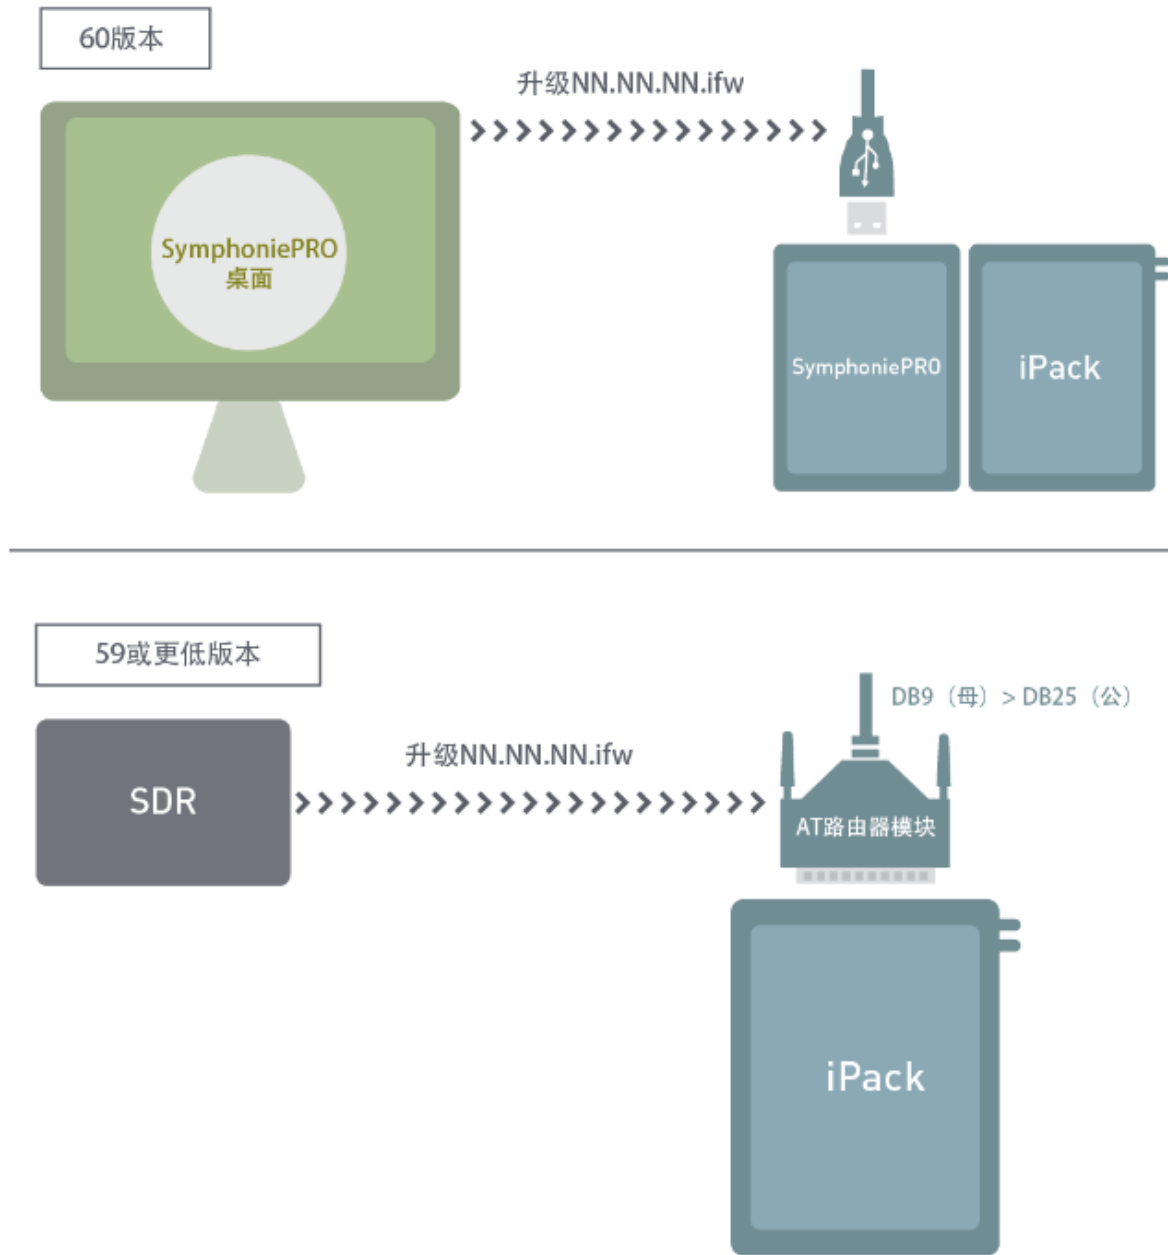 60版本
升级NN.NN.NN.ifw
SymphoniePRO
桌面
SymphoniePRO
iPack
59或更低版本
DB9（母）> DB25（公）
升级NN.NN.NN.ifw
SDR
AT路由器模块
iPack